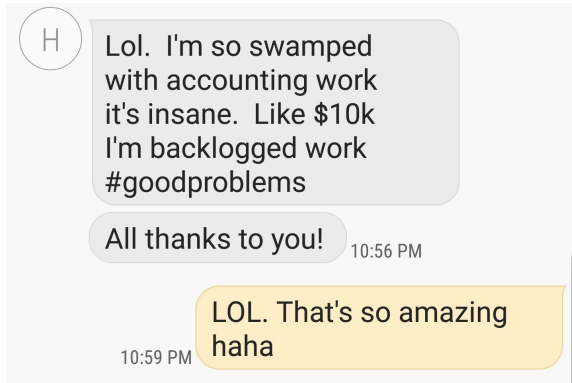 H
Lol.  I'm so swamped
with accounting work
it's insane.  Like $10k
I'm backlogged work
#goodproblems
All thanks to you!
10:56 PM
LOL. That's so amazing
haha
10:59 PM